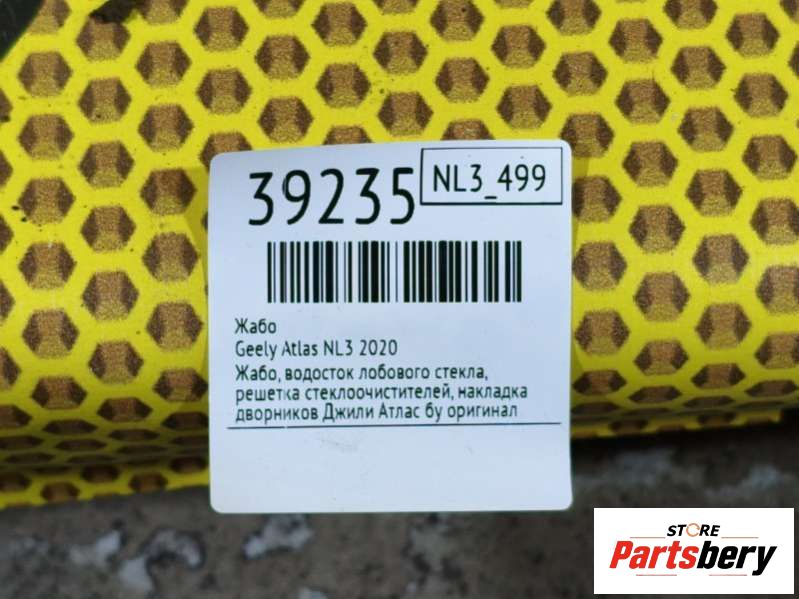 39235
NL3_499
Жабо
Geely Atlas NL3 2020
Жабо, водосток лобового стекла,
решетка стеклоочистителей, накладка
дворников Джили Атлас бу оригинал
STORE
Partsbery